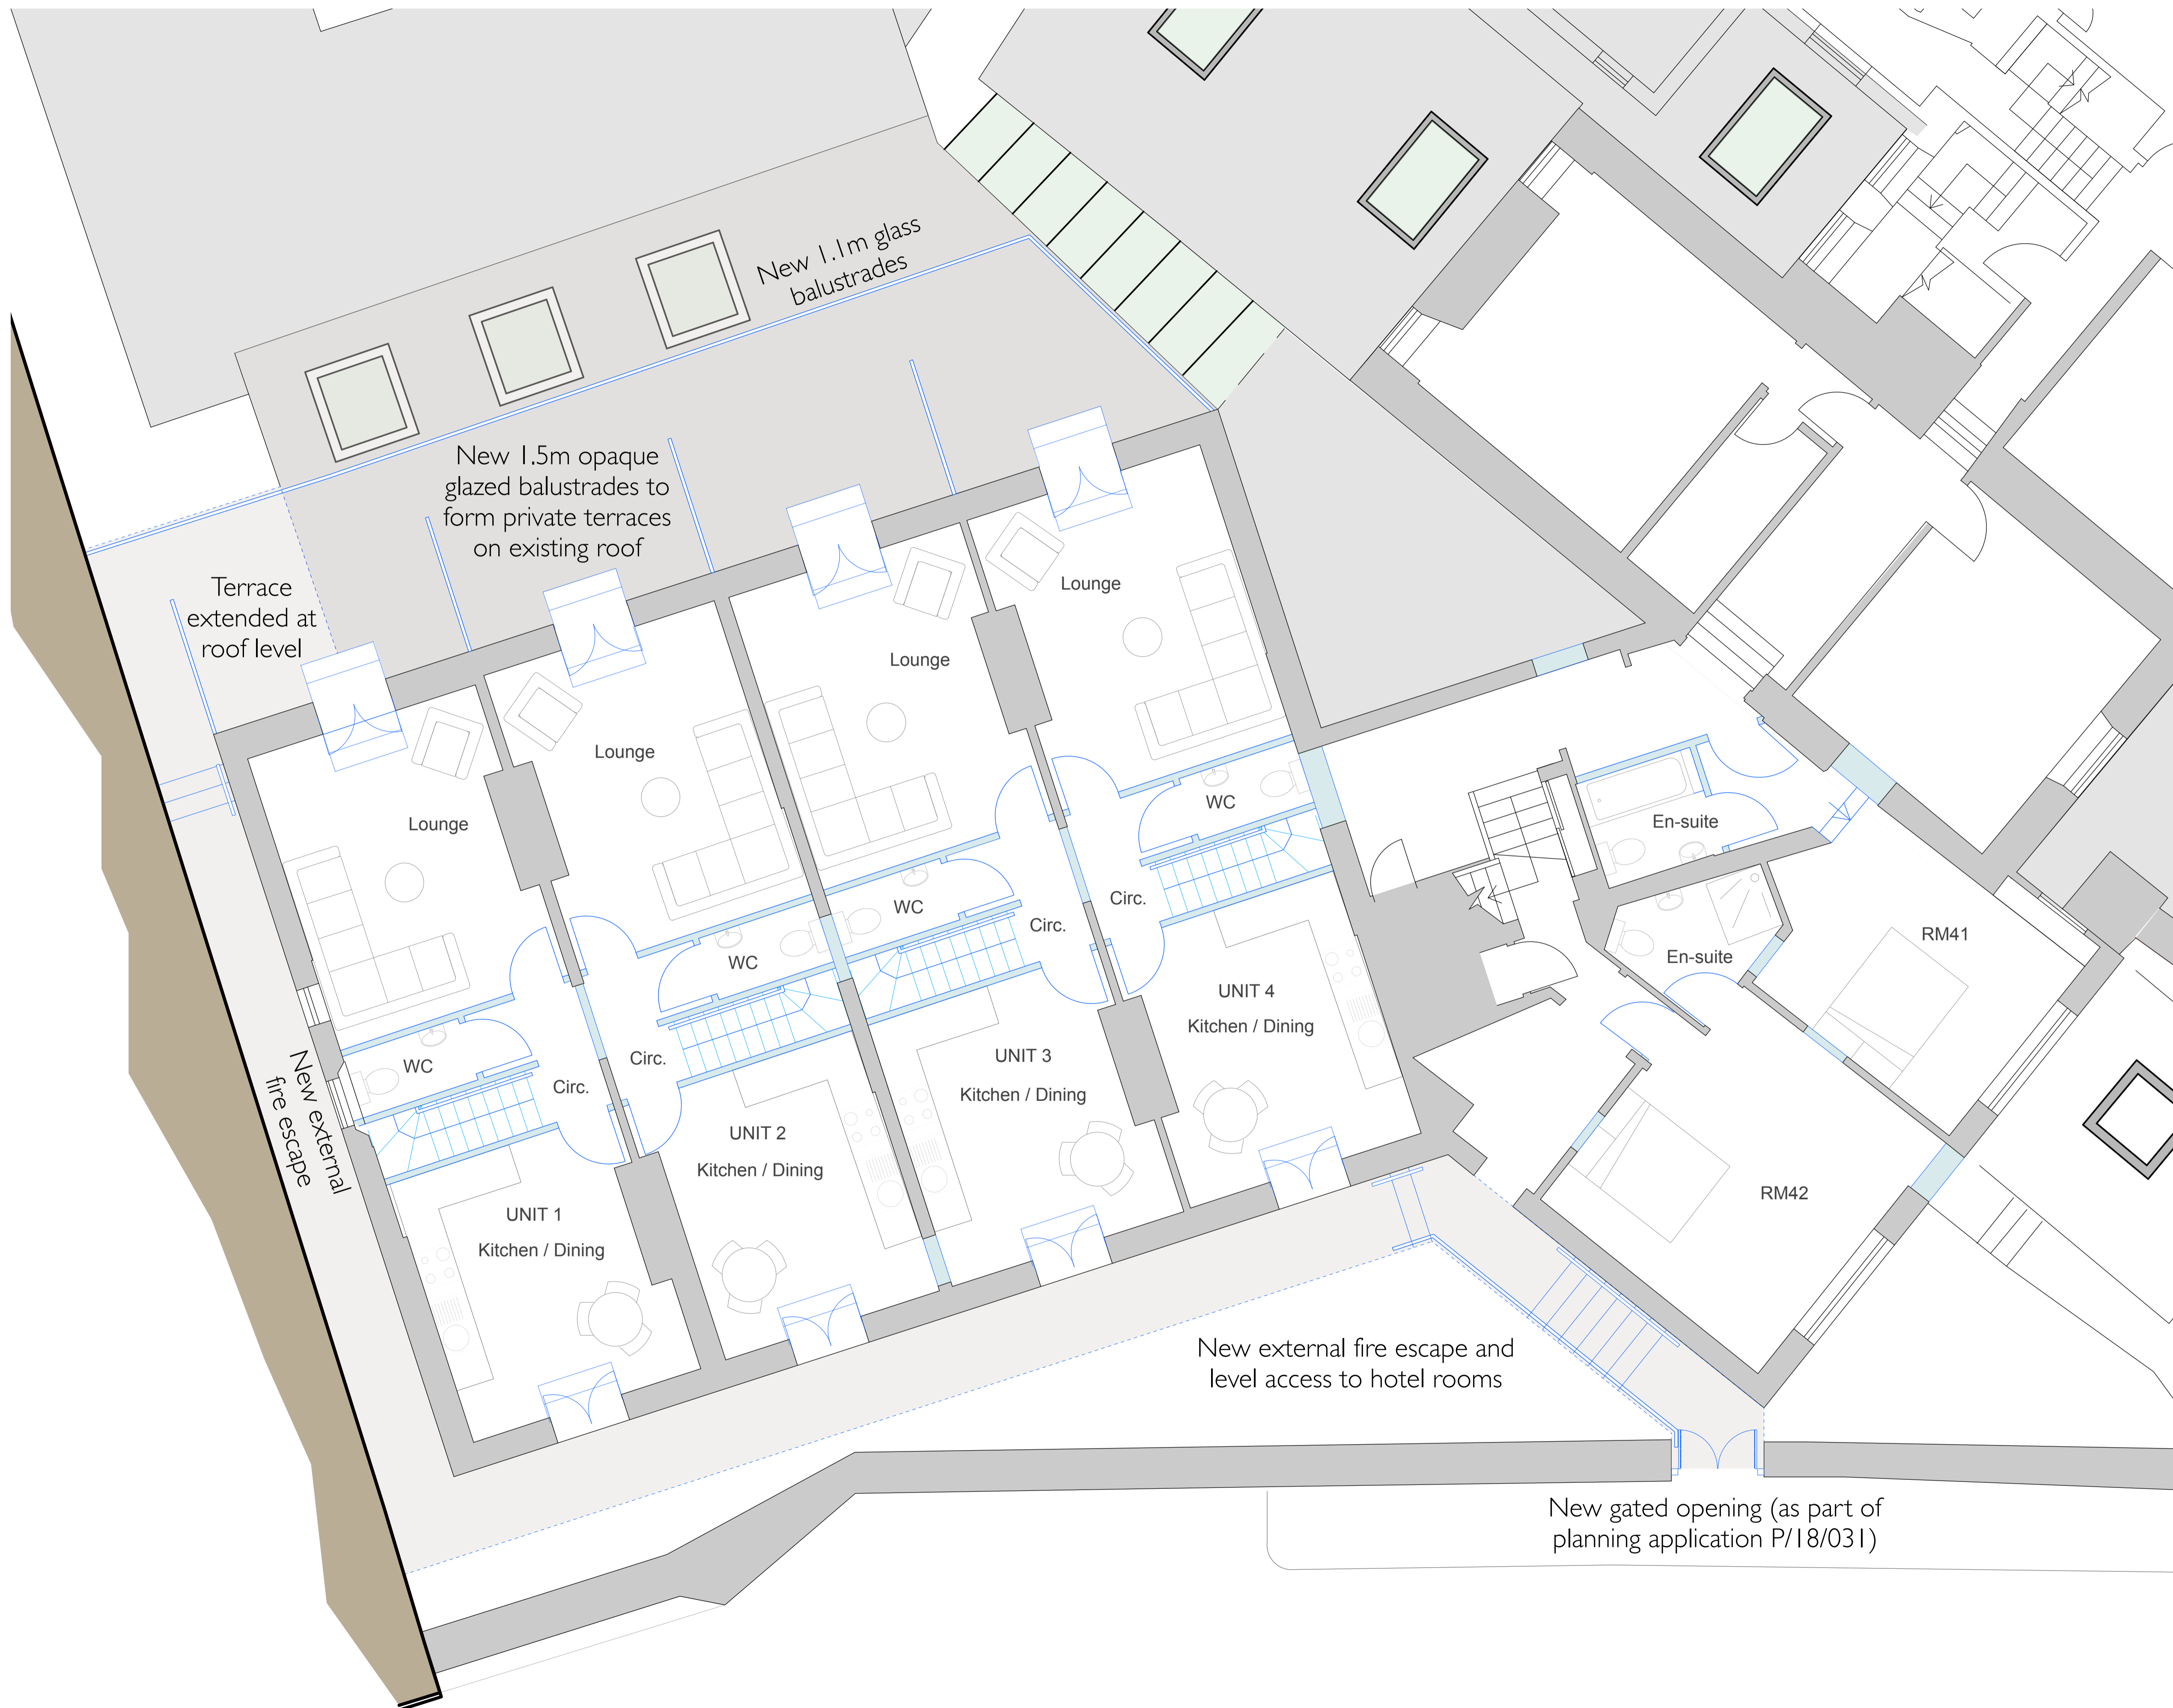 New 1.1m glass
balustrades
New 1.5m opaque
glazed balustrades to
form private terraces
on existing roof
Terrace
extended at
roof level
Lounge
Lounge
Lounge
Lounge
WC
WC
WC
WC
Circ.
Circ.
Circ.
Circ.
En-suite
En-suite
RM41
RM42
UNIT 4
Kitchen / Dining
UNIT 3
Kitchen / Dining
UNIT 2
Kitchen / Dining
UNIT 1
Kitchen / Dining
New external
fire escape
New external fire escape and
level access to hotel rooms
New gated opening (as part of
planning application P/18/031)